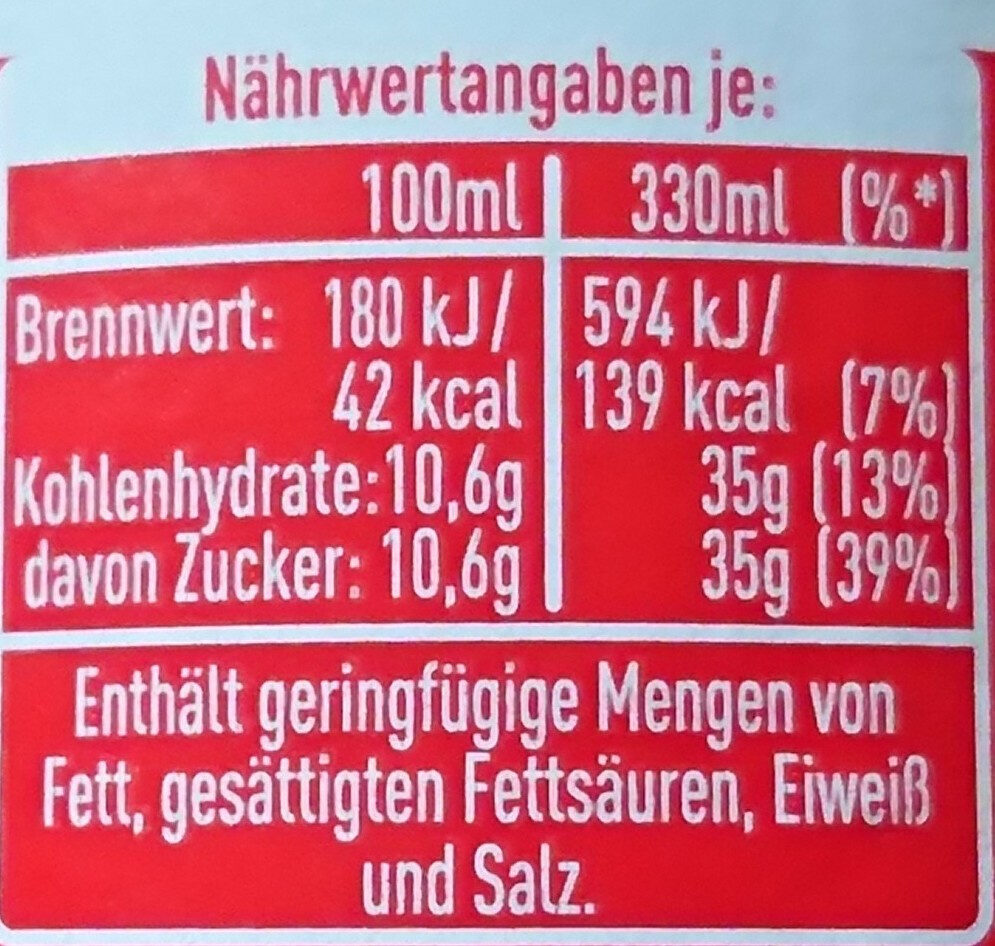 Nährwertangaben je:
100ml 330ml (%*)
Brennwert: 180 kJ/ 594 kJ/
42 kcal 139 kcal (7%)
Kohlenhydrate: 10,6g 35g (13%)
davon Zucker: 10,6g 35g (39%)
Enthält geringfügige Mengen von
Fett, gesättigten Fettsäuren, Eiweiß
und Salz.